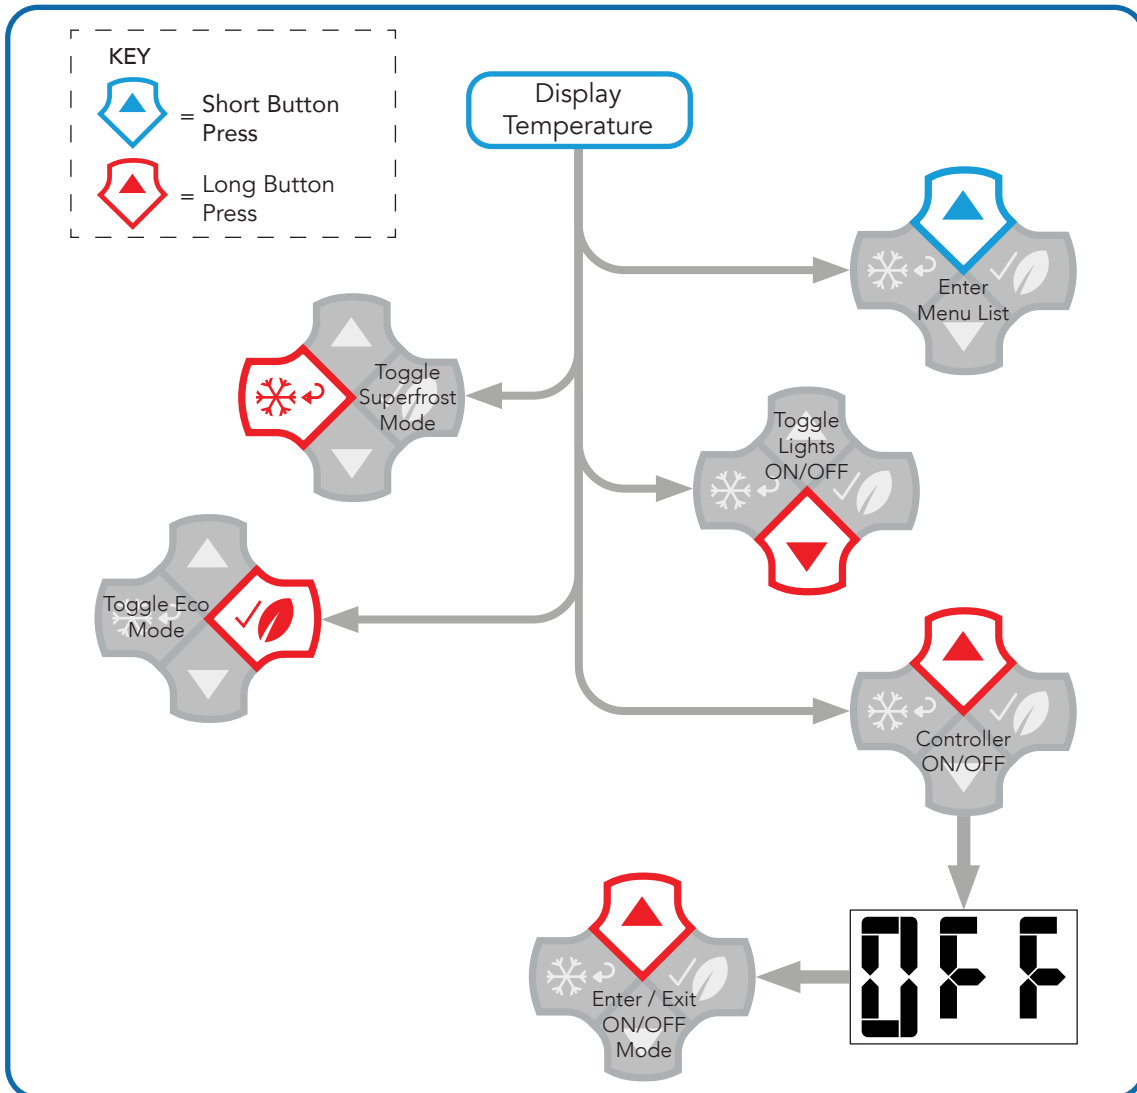 KEY
= Short Button
Press
= Long Button
Press
Display
Temperature
Enter
Menu List
Toggle
Superfrost
Mode
Toggle
Lights
ON/OFF
Toggle Eco
Mode
Controller
ON/OFF
OFF
Enter / Exit
ON/OFF
Mode